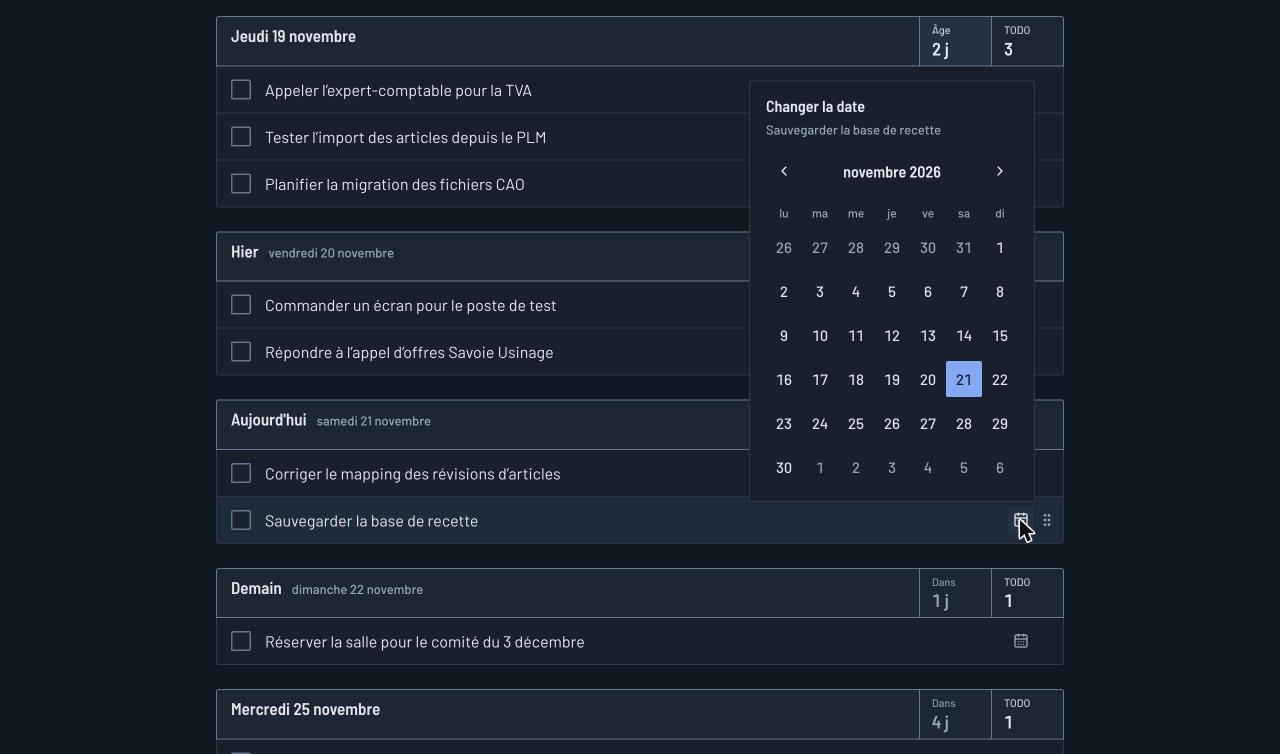 Jeudi 19 novembre
Âge
2 j
TODO
3
Appeler l’expert-comptable pour la TVA
Tester l’import des articles depuis le PLM
Planifier la migration des fichiers CAO
Hier vendredi 20 novembre
Commander un écran pour le poste de test
Répondre à l’appel d’offres Savoie Usinage
Aujourd'hui samedi 21 novembre
Corriger le mapping des révisions d’articles
Sauvegarder la base de recette
Changer la date
Sauvegarder la base de recette
novembre 2026
lu ma me je ve sa di
26 27 28 29 30 31 1
2 3 4 5 6 7 8
9 10 11 12 13 14 15
16 17 18 19 20 21 22
23 24 25 26 27 28 29
30 1 2 3 4 5 6
Demain dimanche 22 novembre
Dans
1 j
TODO
1
Réserver la salle pour le comité du 3 décembre
Mercredi 25 novembre
Dans
4 j
TODO
1